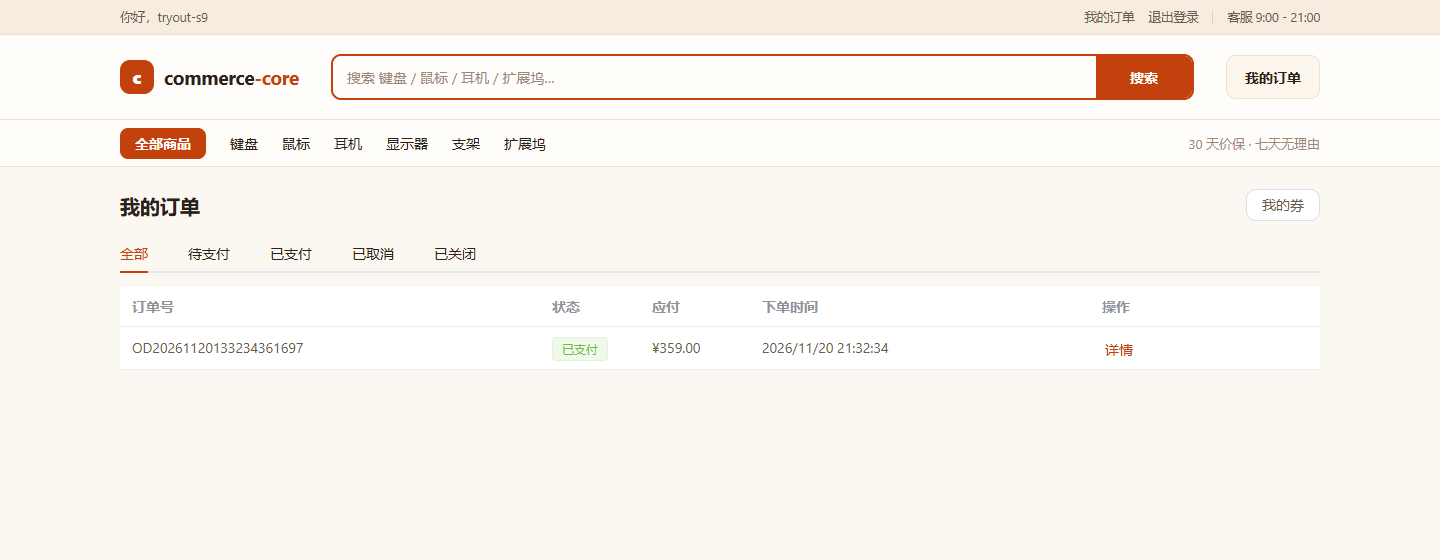 你好，tryout-s9
我的订单 退出登录 客服 9:00 - 21:00
c commerce-core 搜索 键盘 / 鼠标 / 耳机 / 扩展坞... 搜索 我的订单
全部商品 键盘 鼠标 耳机 显示器 支架 扩展坞 30 天价保 · 七天无理由
我的订单 我的券
全部 待支付 已支付 已取消 已关闭
订单号 状态 应付 下单时间 操作
OD20261120133234361697 已支付 ¥359.00 2026/11/20 21:32:34 详情